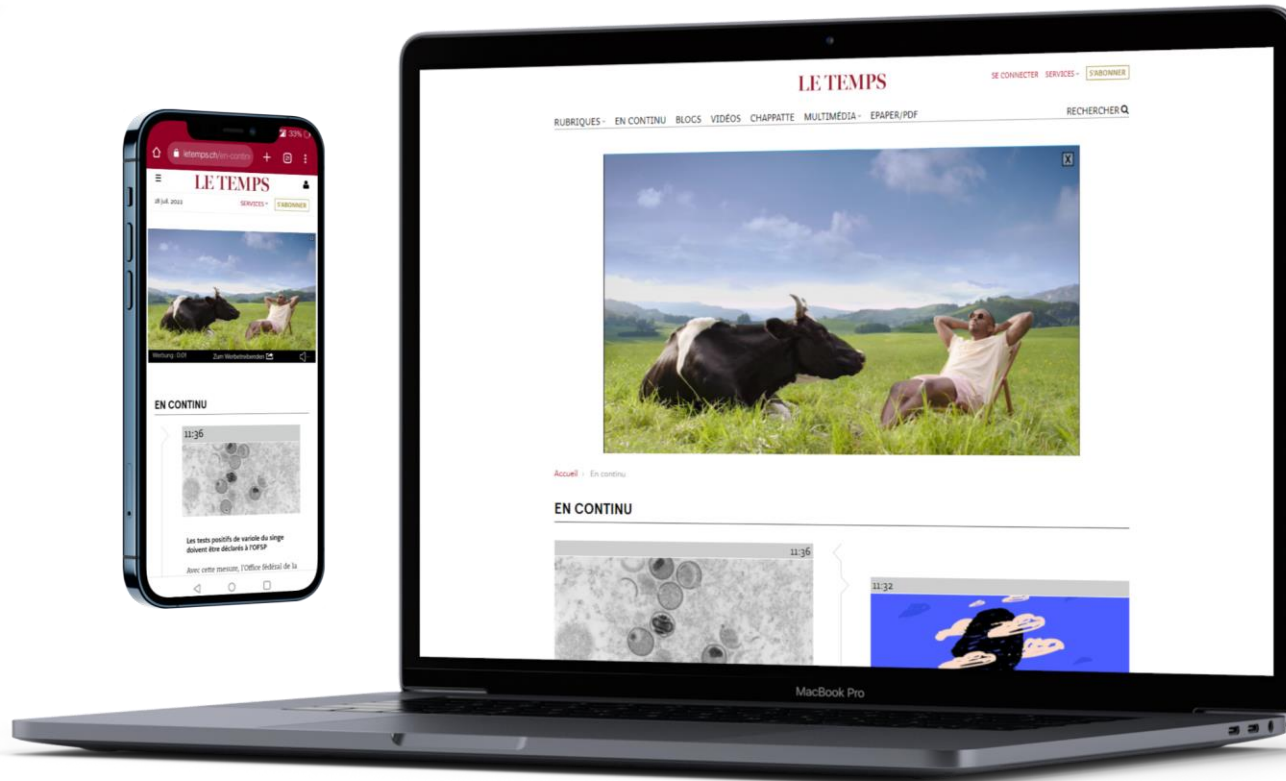 33%
letemps.ch/en-contin
LE TEMPS
18 juil. 2022
SERVICES
S'ABONNER
Werbung: 0:01
Zum Werbetreibenden
EN CONTINU
11:36
Les tests positifs de variole du singe
doivent être déclarés à l'OFSP
Avec cette mesure, l'Office fédéral de la
LE TEMPS
SE CONNECTER SERVICES S'ABONNER
RUBRIQUES EN CONTINU BLOGS VIDÉOS CHAPPATTE MULTIMÉDIA EPAPER/PDF
RECHERCHER
X
Accueil En continu
EN CONTINU
11:36
11:32
MacBook Pro